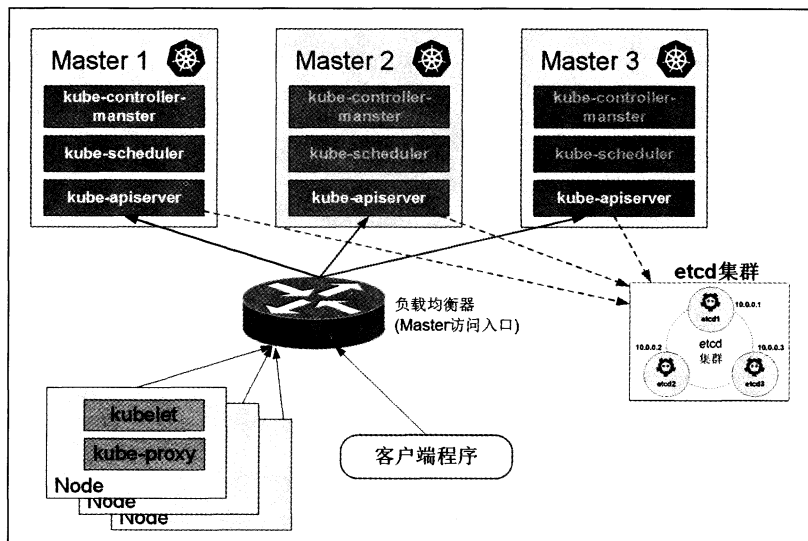 Master 1
kube-controller-
manster
kube-scheduler
kube-apiserver
Master 2
kube-controller-
manster
kube-scheduler
kube-apiserver
Master 3
kube-controller-
manster
kube-scheduler
kube-apiserver
负载均衡器
(Master访问入口)
etcd集群
etcd1
10.0.0.1
etcd
集群
10.0.0.2
etcd2
10.0.0.3
etcd3
kubelet
kube-proxy
Node
Node
Node
客户端程序